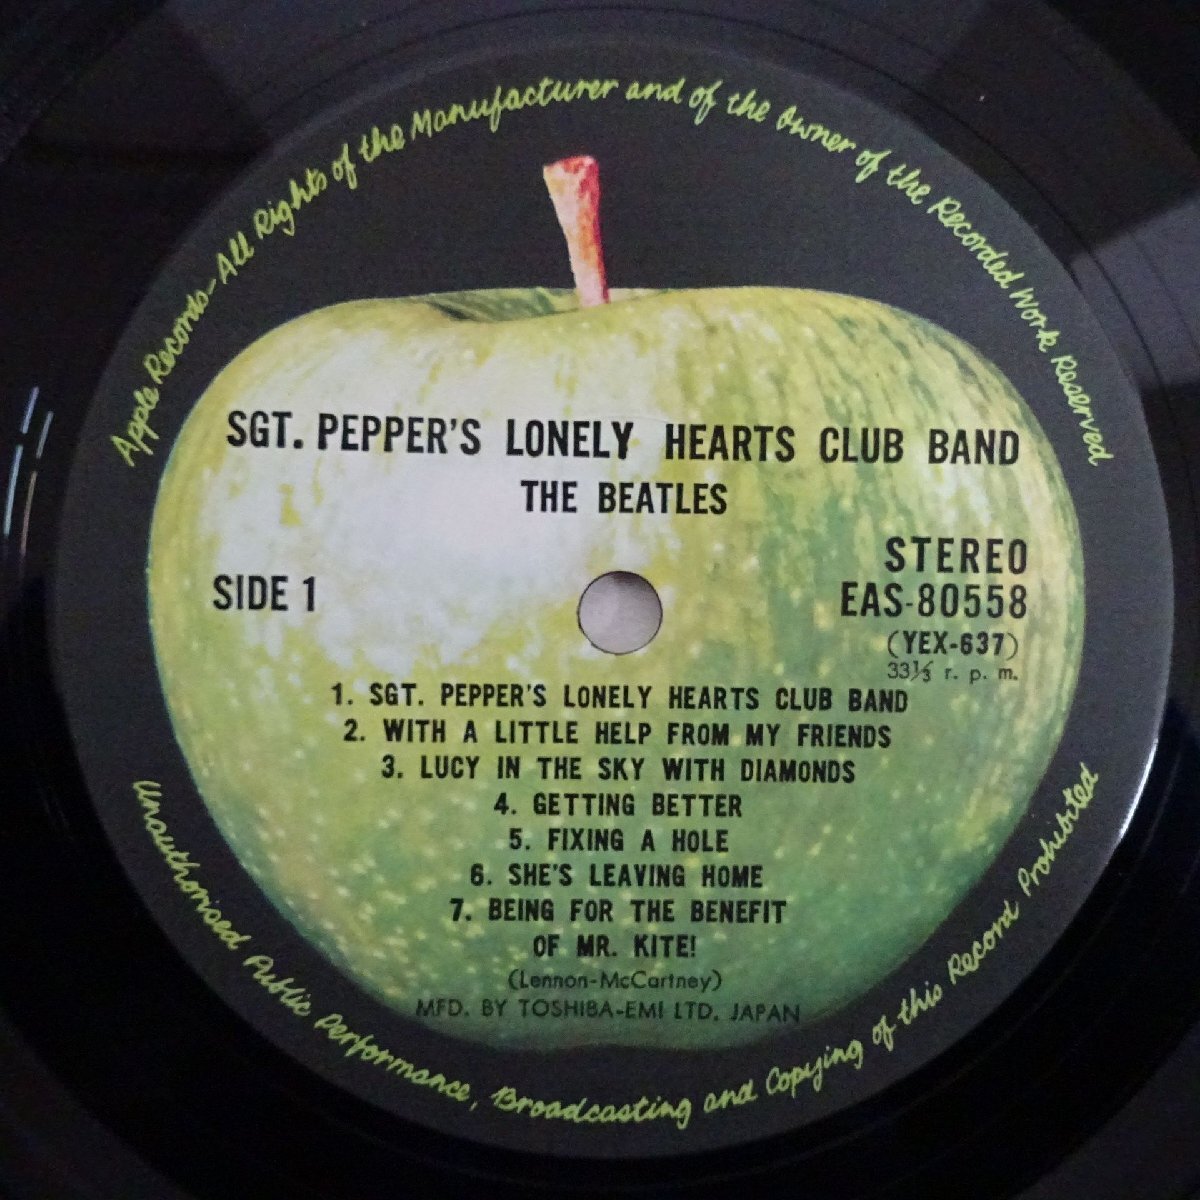 Apple Records-All Rights of the Manufacturer and of the Owner of the Recorded Work Reserved
SGT. PEPPER'S LONELY HEARTS CLUB BAND
THE BEATLES
STEREO
SIDE 1
EAS-80558
(YEX-637)
33⅓ r. p. m.
1. SGT. PEPPER'S LONELY HEARTS CLUB BAND
2. WITH A LITTLE HELP FROM MY FRIENDS
3. LUCY IN THE SKY WITH DIAMONDS
4. GETTING BETTER
5. FIXING A HOLE
6. SHE'S LEAVING HOME
7. BEING FOR THE BENEFIT
OF MR. KITE!
(Lennon-McCartney)
MFD. BY TOSHIBA-EMI LTD. JAPAN
Unauthorised Public Performance, Broadcasting and Copying of this Record Prohibited